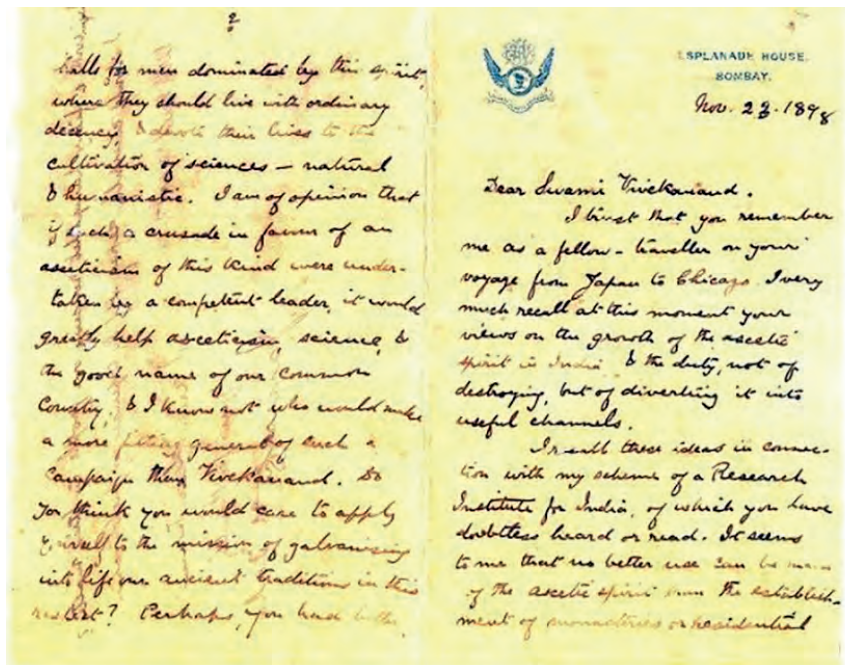 ESPLANADE HOUSE.
BOMBAY.
Nov. 23. 1898
Dear Swami Vivekanand.
I trust that you remember
me as a fellow-traveller on your
voyage from Japan to Chicago. I very
much recall at this moment your
views on the growth of the ascetic
spirit in India & the duty, not of
destroying, but of diverting it into
useful channels.
I recall these ideas in connec-
tion with my scheme of a Research
Institute for India, of which you have
doubtless heard or read. It seems
to me that no better use can be made
of the ascetic spirit than the establish-
ment of monasteries or residential
2
halls for men dominated by this spirit,
where they should live with ordinary
decency, & devote their lives to the
cultivation of sciences — natural
& humanistic. I am of opinion that
if such a crusade in favour of an
asceticism of this kind were under-
taken by a competent leader, it would
greatly help asceticism, science, &
the good name of our common
country; & I know not who would make
a more fitting general of such a
campaign than Vivekanand. Do
you think you would care to apply
yourself to the mission of galvanising
into life our ancient traditions in this
respect? Perhaps, you had better